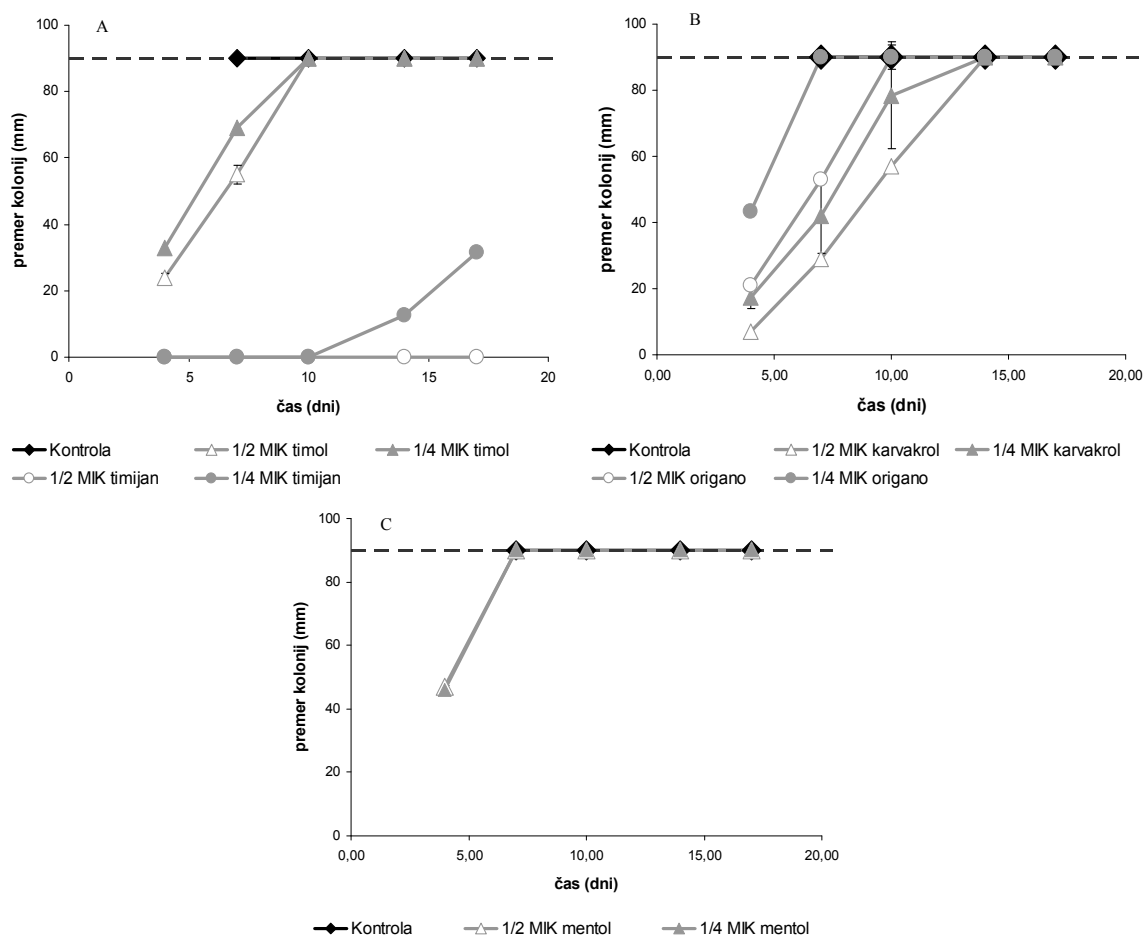 A
100
80
60
40
20
0
premer kolonij (mm)
0 5 10 15 20
čas (dni)
Kontrola 1/2 MIK timol 1/4 MIK timol
1/2 MIK timijan 1/4 MIK timijan
B
100
80
60
40
20
0
premer kolonij (mm)
0,00 5,00 10,00 15,00 20,00
čas (dni)
Kontrola 1/2 MIK karvakrol 1/4 MIK karvakrol
1/2 MIK origano 1/4 MIK origano
C
100
80
60
40
20
0
premer kolonij (mm)
0,00 5,00 10,00 15,00 20,00
čas (dni)
Kontrola 1/2 MIK mentol 1/4 MIK mentol